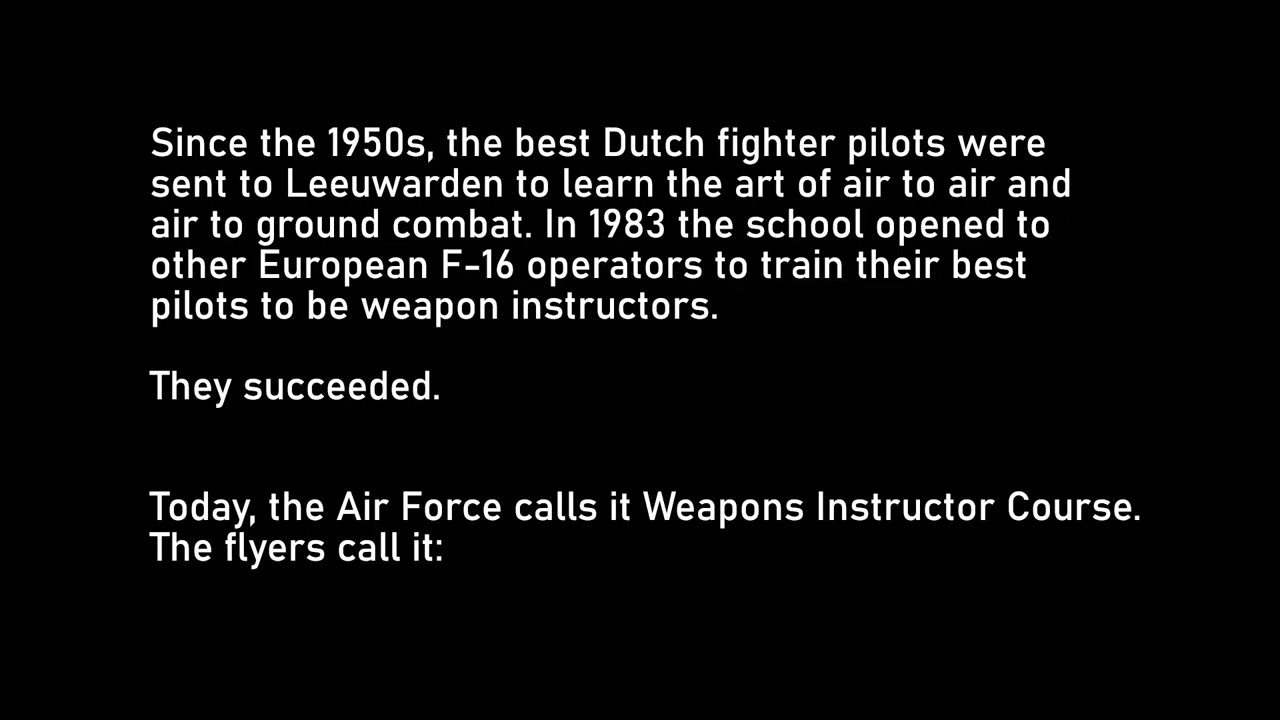 Since the 1950s, the best Dutch fighter pilots were
sent to Leeuwarden to learn the art of air to air and
air to ground combat. In 1983 the school opened to
other European F-16 operators to train their best
pilots to be weapon instructors.
They succeeded.
Today, the Air Force calls it Weapons Instructor Course.
The flyers call it: